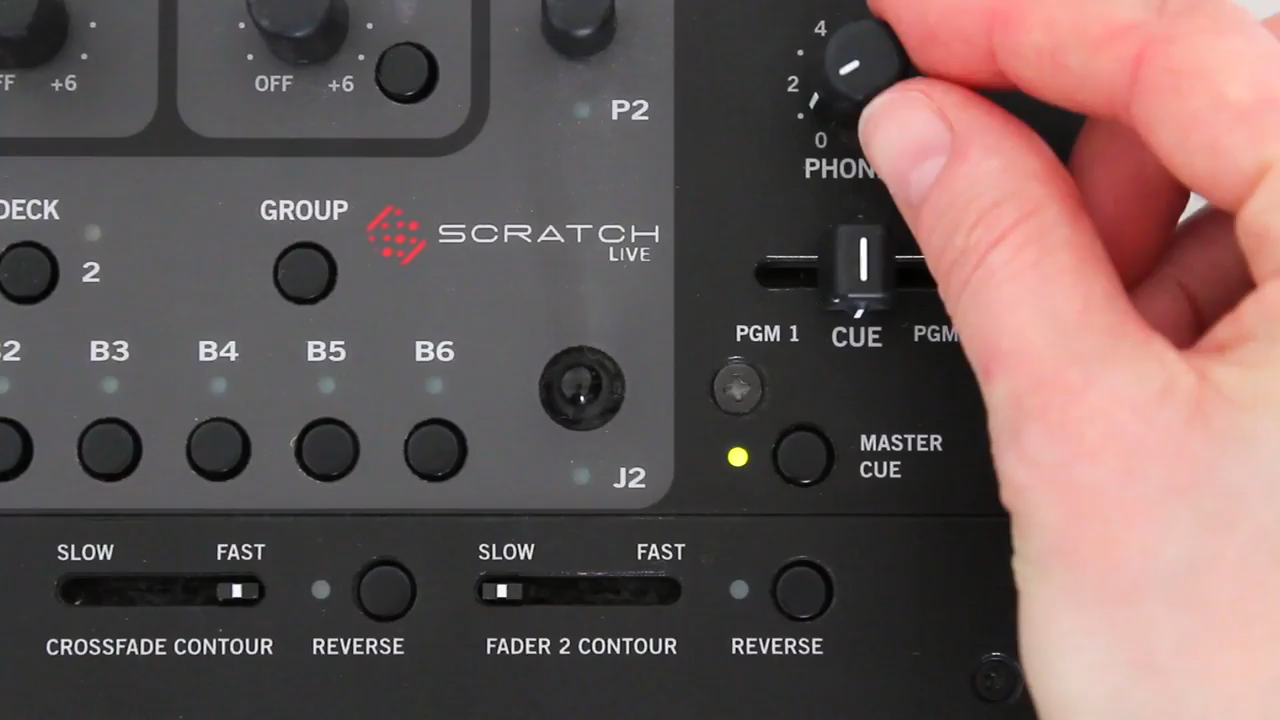 4
2
0
PHON
+6
OFF
+6
P2
DECK
GROUP
SCRATCH
LIVE
2
PGM 1
CUE
PGM
B3
B4
B5
B6
MASTER
CUE
J2
SLOW
FAST
SLOW
FAST
CROSSFADE CONTOUR
REVERSE
FADER 2 CONTOUR
REVERSE